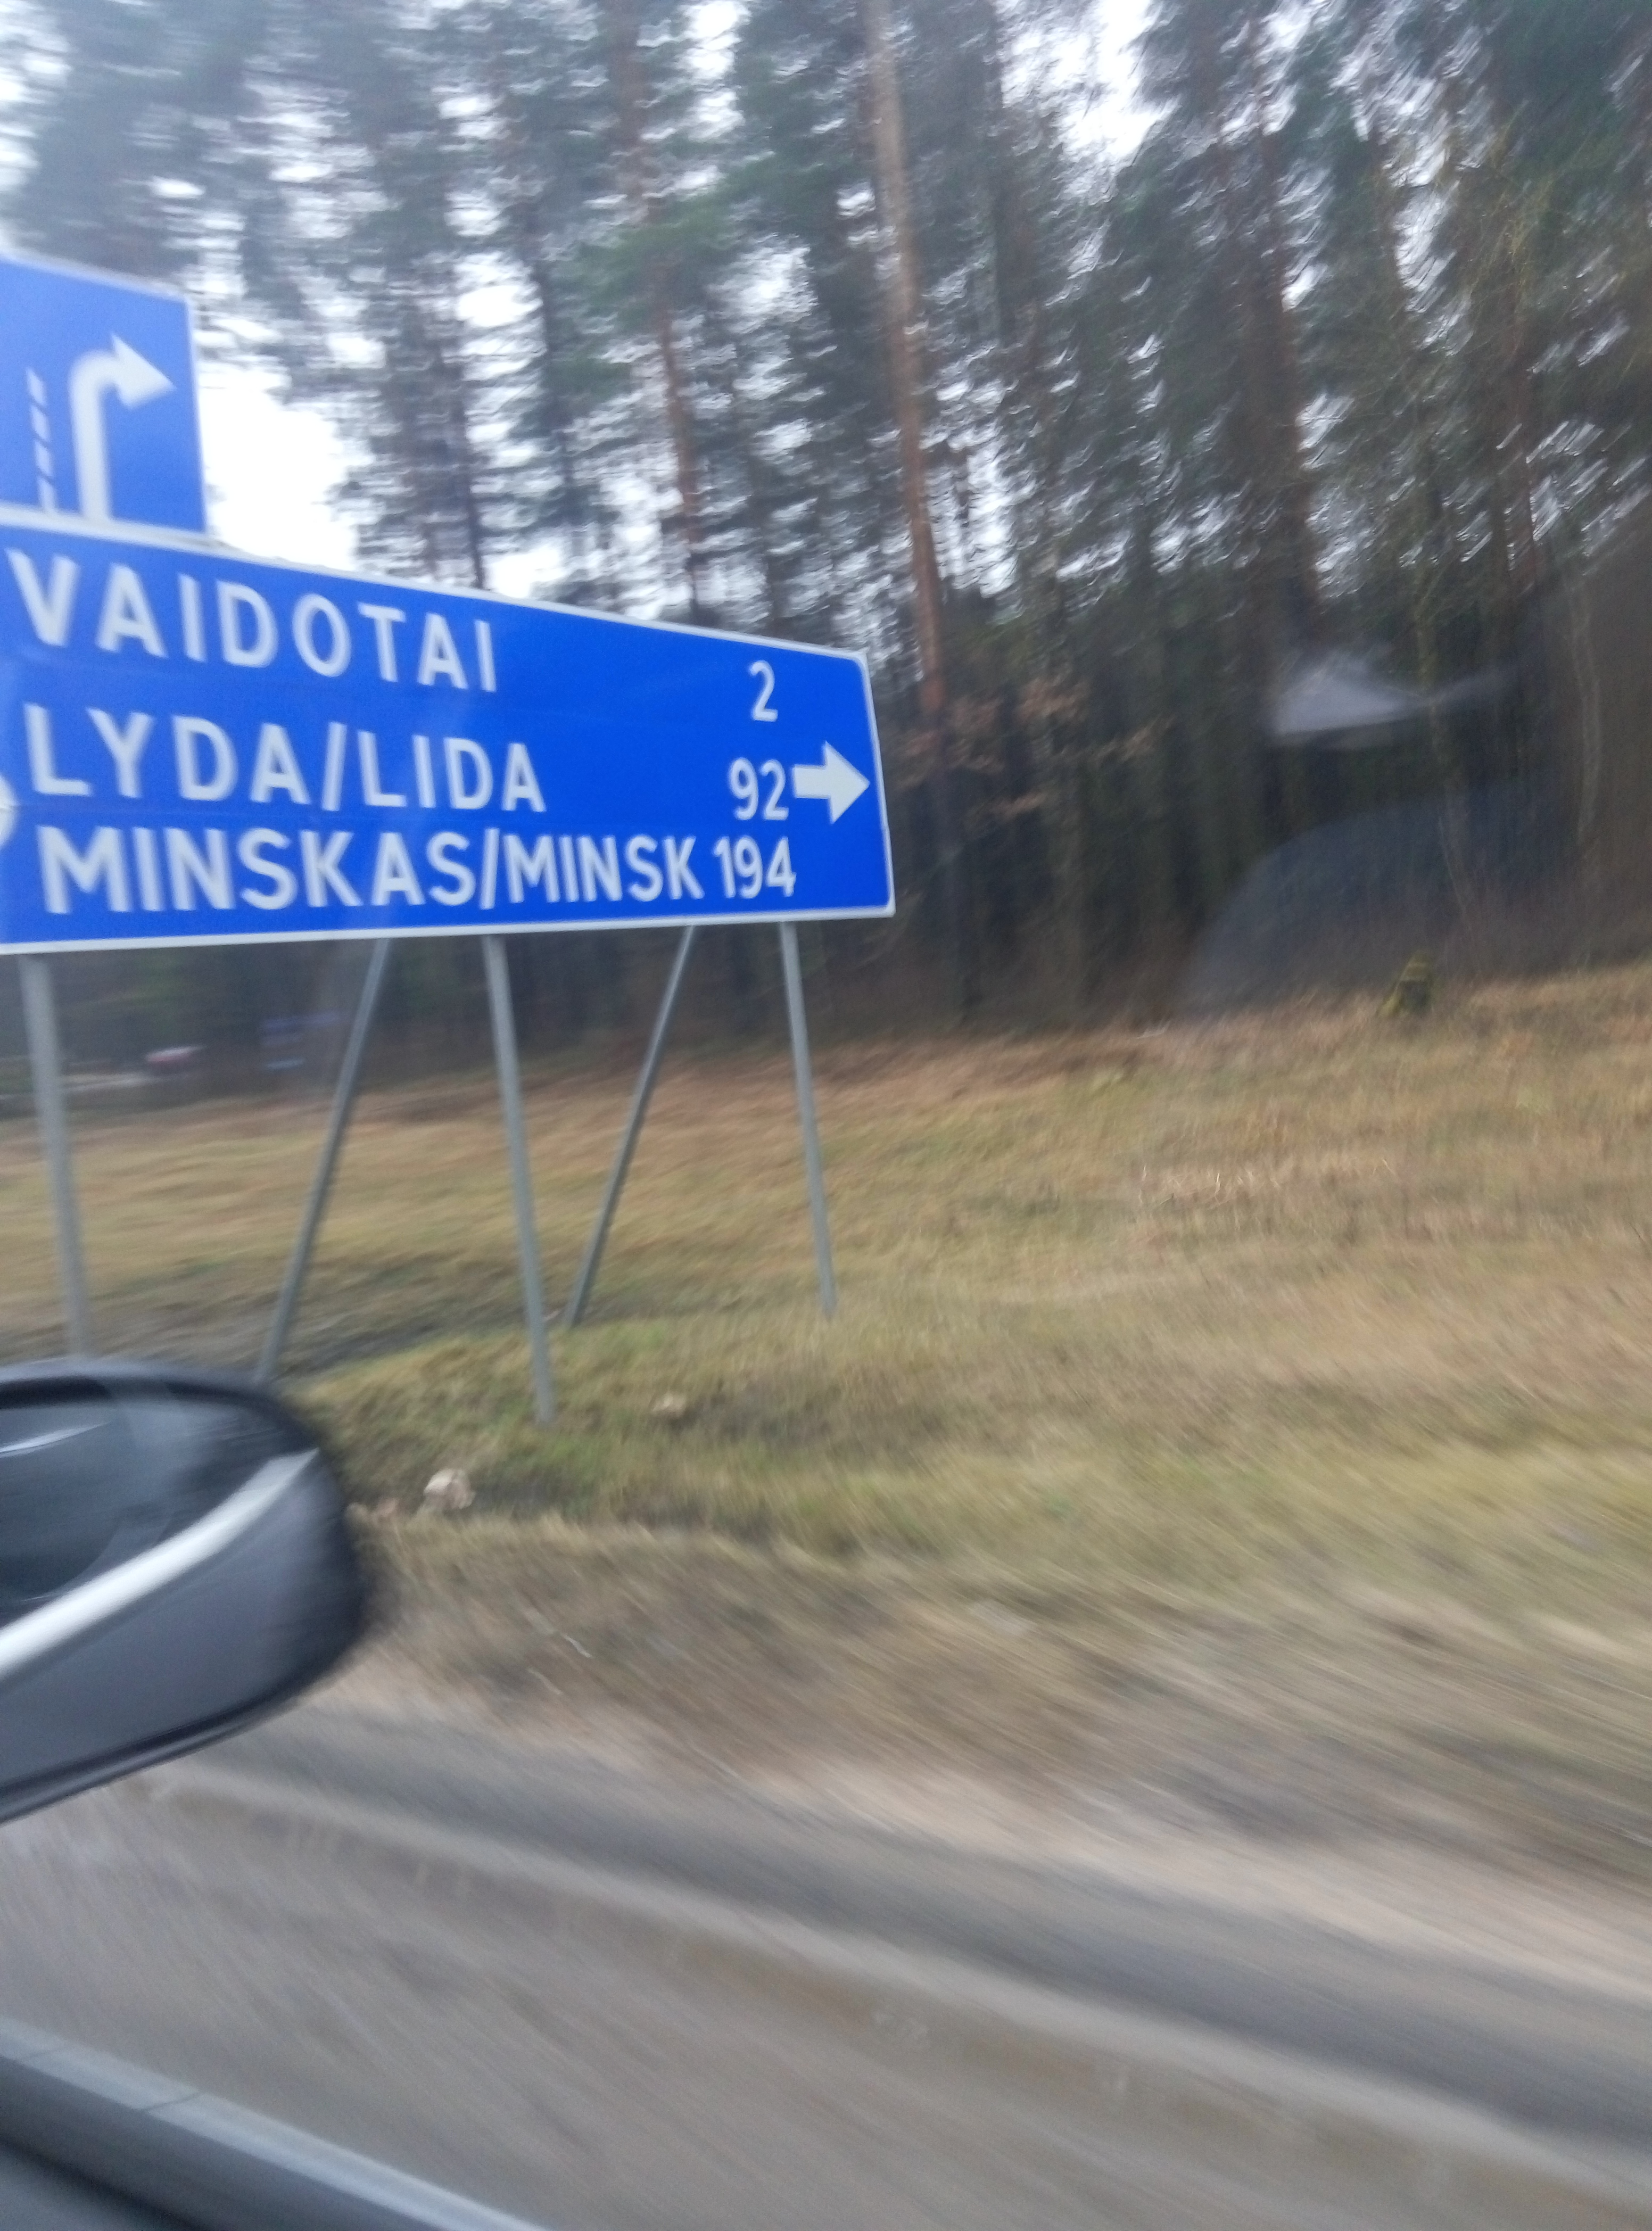 VAIDOTAI 2
LYDA/LIDA 92
MINSKAS/MINSK 194